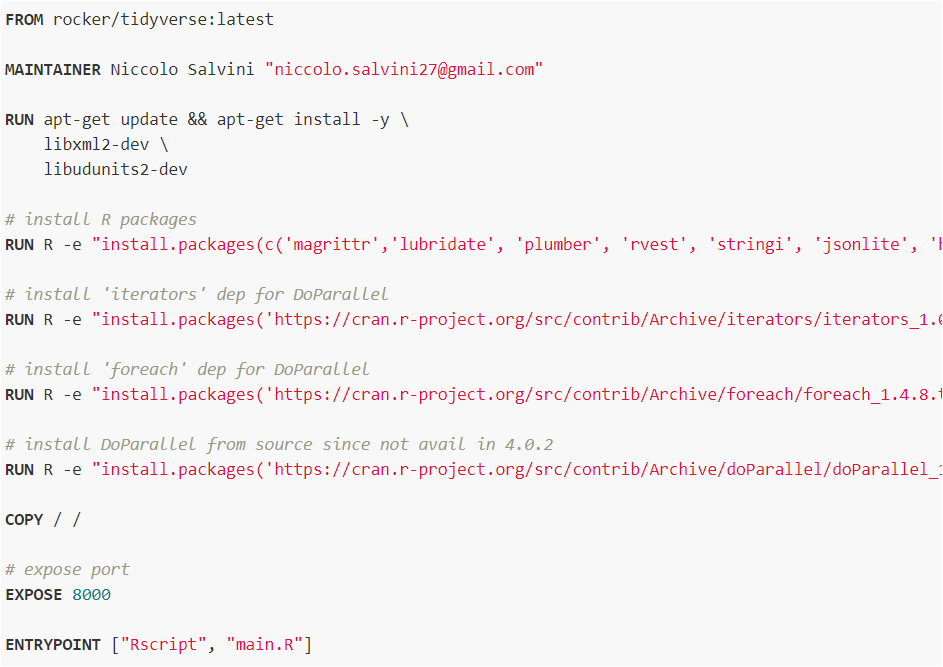 FROM rocker/tidyverse:latest
MAINTAINER Niccolo Salvini "niccolo.salvini27@gmail.com"
RUN apt-get update && apt-get install -y \
libxml2-dev \
libudunits2-dev
# install R packages
RUN R -e "install.packages(c('magrittr','lubridate', 'plumber', 'rvest', 'stringi', 'jsonlite', '
# install 'iterators' dep for DoParallel
RUN R -e "install.packages('https://cran.r-project.org/src/contrib/Archive/iterators/iterators_1.0
# install 'foreach' dep for DoParallel
RUN R -e "install.packages('https://cran.r-project.org/src/contrib/Archive/foreach/foreach_1.4.8.t
# install DoParallel from source since not avail in 4.0.2
RUN R -e "install.packages('https://cran.r-project.org/src/contrib/Archive/doParallel/doParallel_1
COPY / /
# expose port
EXPOSE 8000
ENTRYPOINT ["Rscript", "main.R"]